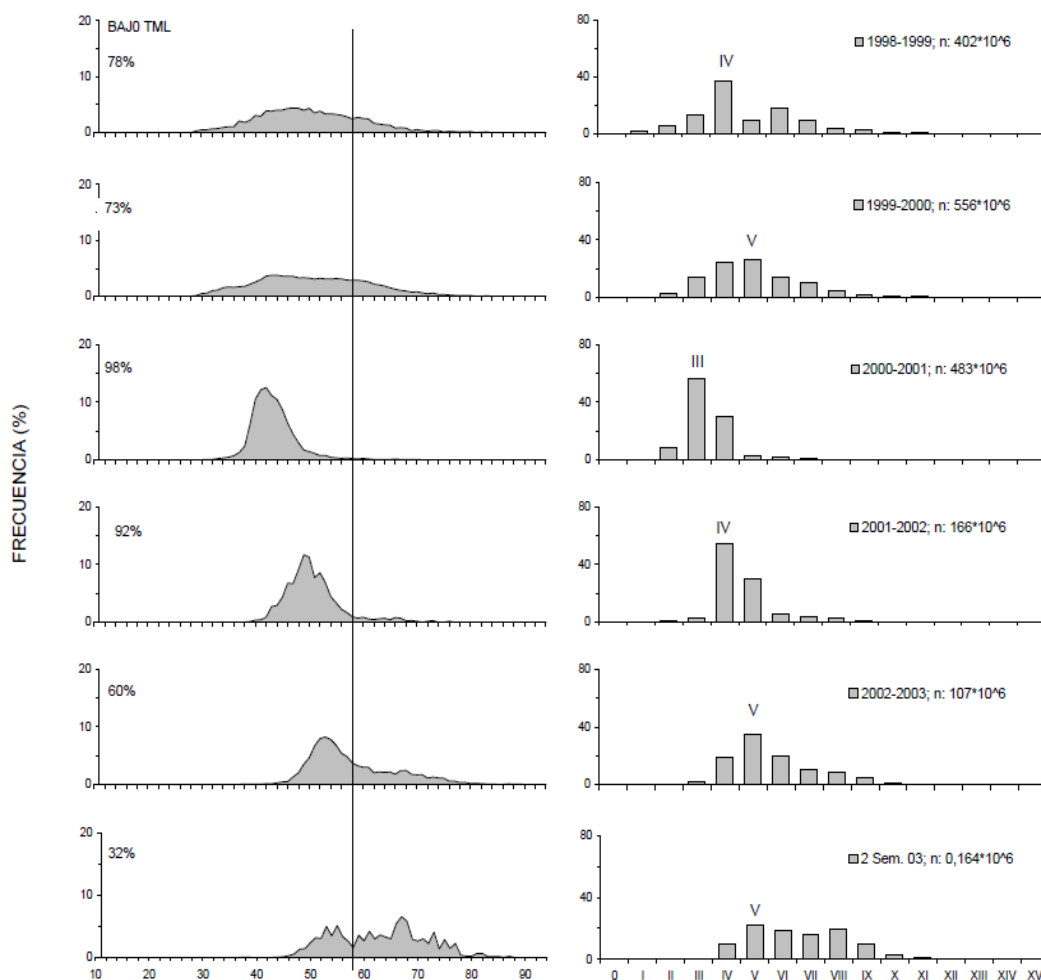 FRECUENCIA (%)
20
BAJ0 TML
78%
10
0
80
1998-1999; n: 402*10^6
IV
40
0
20
. 73%
10
0
80
1999-2000; n: 556*10^6
V
40
0
20
98%
10
0
80
2000-2001; n: 483*10^6
III
40
0
20
92%
10
0
80
2001-2002; n: 166*10^6
IV
40
0
20
60%
10
0
80
2002-2003; n: 107*10^6
V
40
0
20
32%
10
0
80
2 Sem. 03; n: 0,164*10^6
V
40
0
10 20 30 40 50 60 70 80 90
0 I II III IV V VI VII VIII IX X XI XII XIII XIV XV